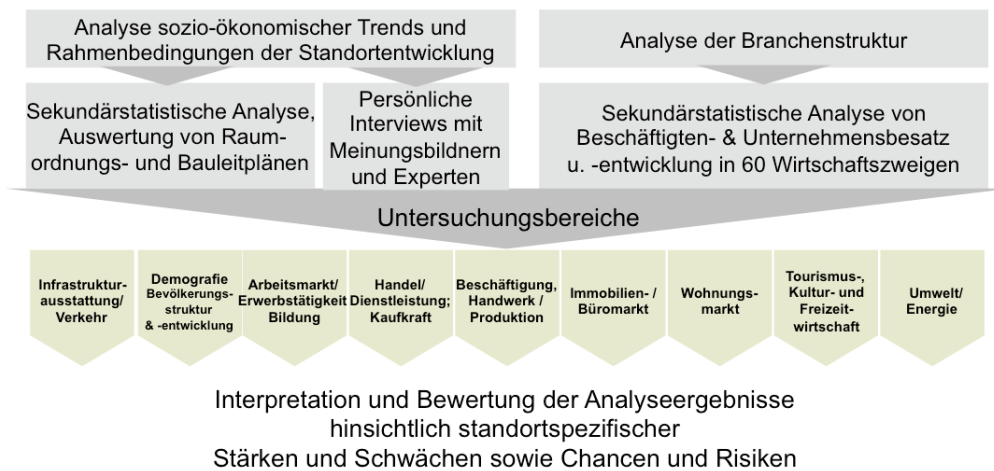 Analyse sozio-ökonomischer Trends und
Rahmenbedingungen der Standortentwicklung
Analyse der Branchenstruktur
Sekundärstatistische Analyse,
Auswertung von Raum-
ordnungs- und Bauleitplänen
Persönliche
Interviews mit
Meinungsbildnern
und Experten
Sekundärstatistische Analyse von
Beschäftigten- & Unternehmensbesatz
u. -entwicklung in 60 Wirtschaftszweigen
Untersuchungsbereiche
Infrastruktur-
ausstattung/
Verkehr
Demografie
Bevölkerungs-
struktur
& -entwicklung
Arbeitsmarkt/
Erwerbstätigkeit
Bildung
Handel/
Dienstleistung;
Kaufkraft
Beschäftigung,
Handwerk /
Produktion
Immobilien- /
Büromarkt
Wohnungs-
markt
Tourismus-,
Kultur- und
Freizeit-
wirtschaft
Umwelt/
Energie
Interpretation und Bewertung der Analyseergebnisse
hinsichtlich standortspezifischer
Stärken und Schwächen sowie Chancen und Risiken